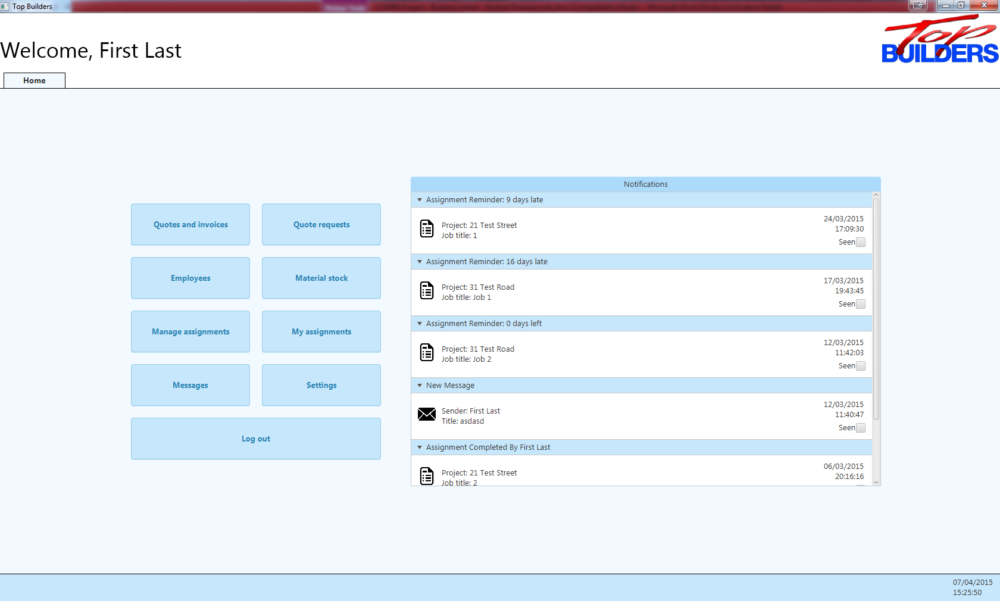 Top Builders
Welcome, First Last
Top
BUILDERS
Home
Quotes and invoices
Quote requests
Employees
Material stock
Manage assignments
My assignments
Messages
Settings
Log out
Notifications
Assignment Reminder: 9 days late
Project: 21 Test Street
Job title: 1
24/03/2015
17:09:30
Seen
Assignment Reminder: 16 days late
Project: 31 Test Road
Job title: Job 1
17/03/2015
19:43:45
Seen
Assignment Reminder: 0 days left
Project: 31 Test Road
Job title: Job 2
12/03/2015
11:42:03
Seen
New Message
Sender: First Last
Title: asdasd
12/03/2015
11:40:47
Seen
Assignment Completed By First Last
Project: 21 Test Street
Job title: 2
06/03/2015
20:16:16
07/04/2015
15:25:50